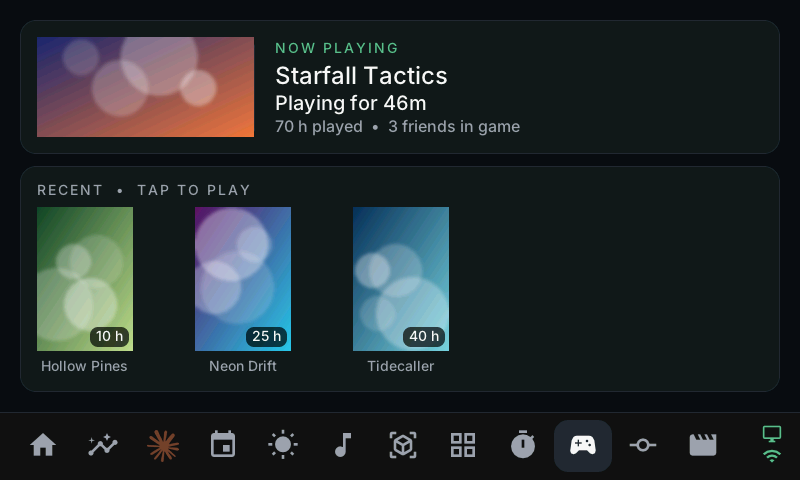 NOW PLAYING
Starfall Tactics
Playing for 46m
70 h played • 3 friends in game
RECENT • TAP TO PLAY
10 h
25 h
40 h
Hollow Pines
Neon Drift
Tidecaller